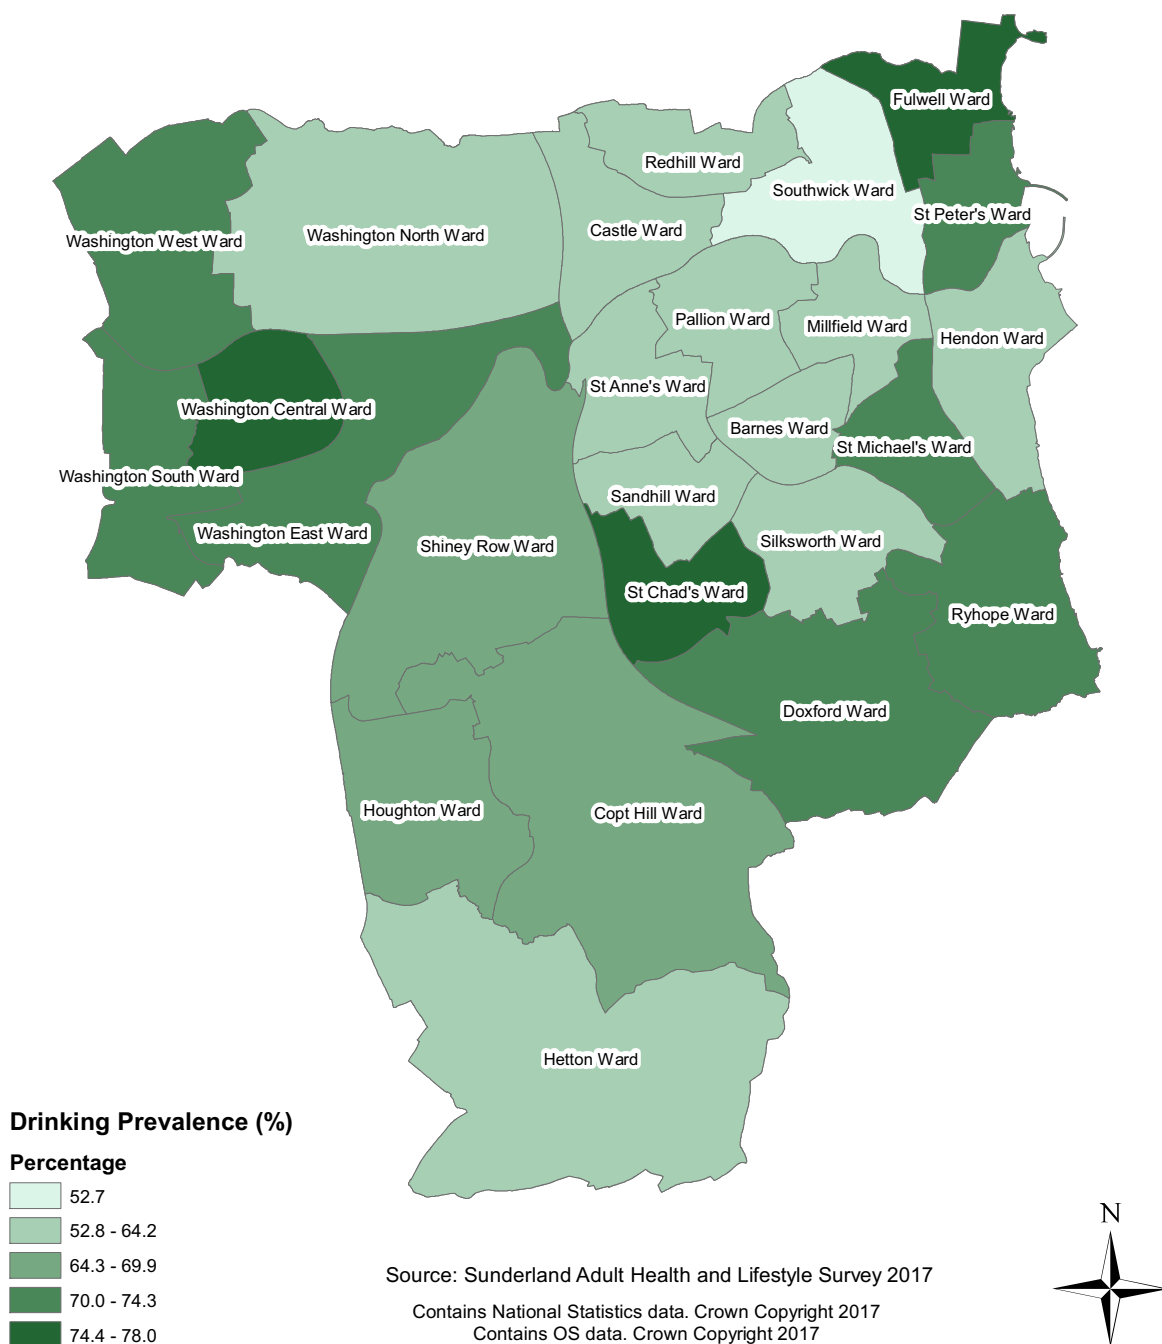 Fulwell Ward
Redhill Ward
Southwick Ward
St Peter's Ward
Washington West Ward
Washington North Ward
Castle Ward
Pallion Ward
Millfield Ward
Hendon Ward
St Anne's Ward
Washington Central Ward
Barnes Ward
St Michael's Ward
Washington South Ward
Sandhill Ward
Washington East Ward
Shiney Row Ward
Silksworth Ward
St Chad's Ward
Ryhope Ward
Doxford Ward
Houghton Ward
Copt Hill Ward
Hetton Ward
Drinking Prevalence (%)
Percentage
52.7
52.8 - 64.2
64.3 - 69.9
70.0 - 74.3
74.4 - 78.0
Source: Sunderland Adult Health and Lifestyle Survey 2017
Contains National Statistics data. Crown Copyright 2017
Contains OS data. Crown Copyright 2017
N